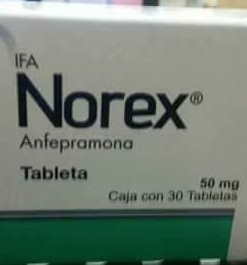 IFA
Norex®
Anfepramona
Tableta
50 mg
Caja con 30 Tabletas